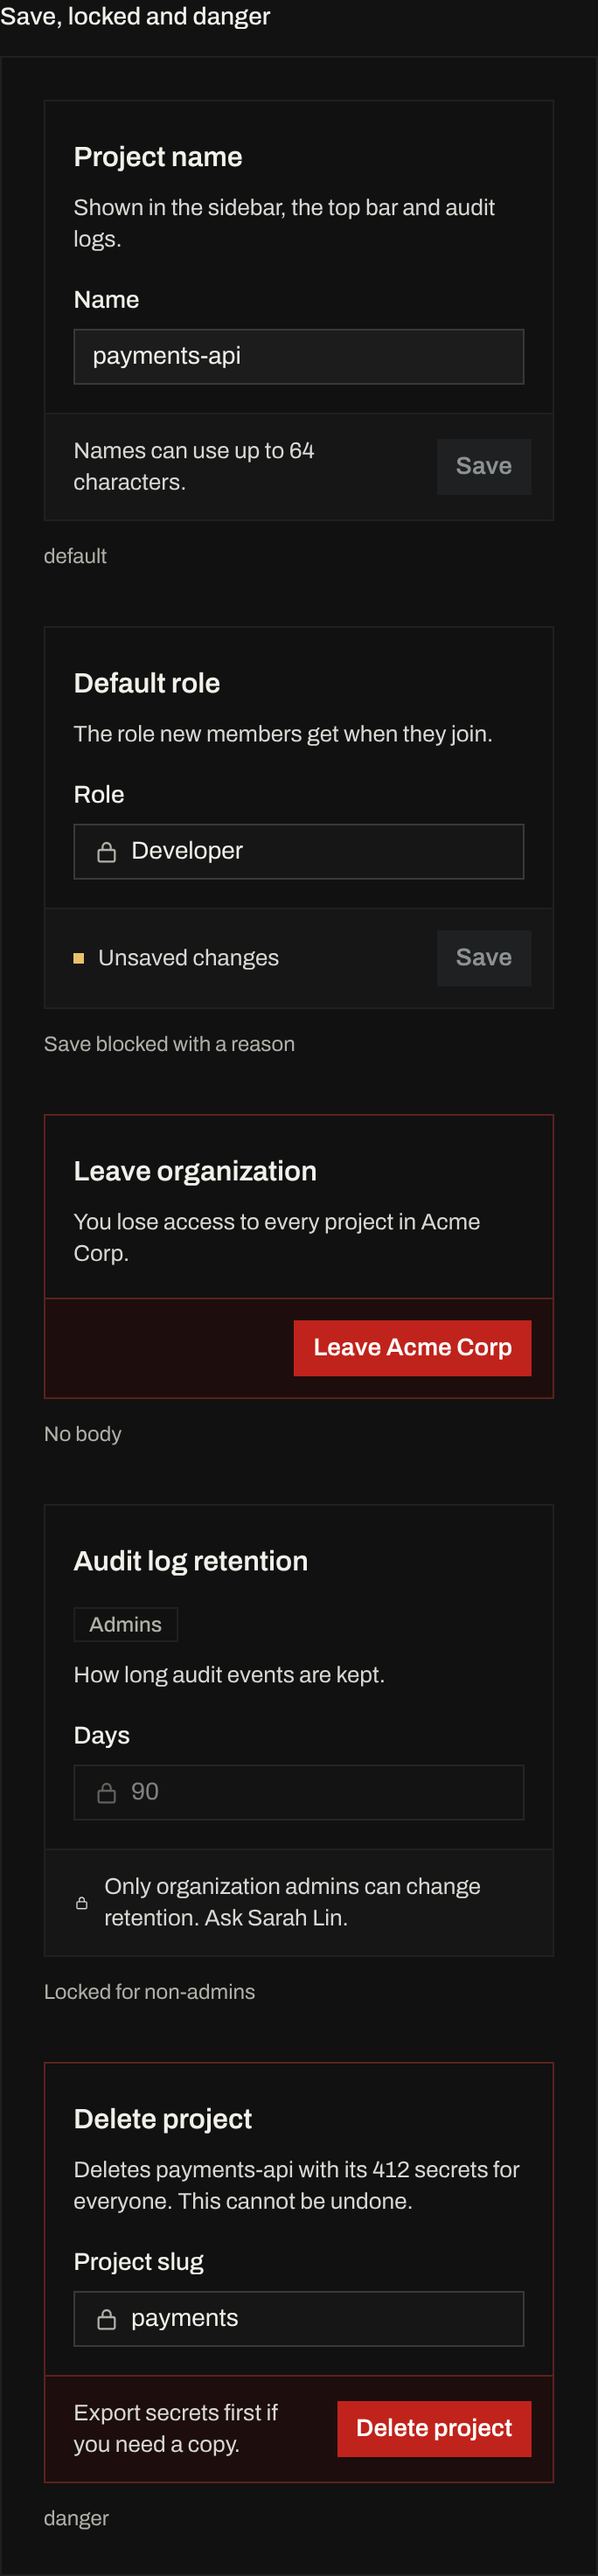 Save, locked and danger
Project name
Shown in the sidebar, the top bar and audit
logs.
Name
payments-api
Names can use up to 64
characters.
Save
default
Default role
The role new members get when they join.
Role
Developer
Unsaved changes
Save
Save blocked with a reason
Leave organization
You lose access to every project in Acme
Corp.
Leave Acme Corp
No body
Audit log retention
Admins
How long audit events are kept.
Days
90
Only organization admins can change
retention. Ask Sarah Lin.
Locked for non-admins
Delete project
Deletes payments-api with its 412 secrets for
everyone. This cannot be undone.
Project slug
payments
Export secrets first if
you need a copy.
Delete project
danger